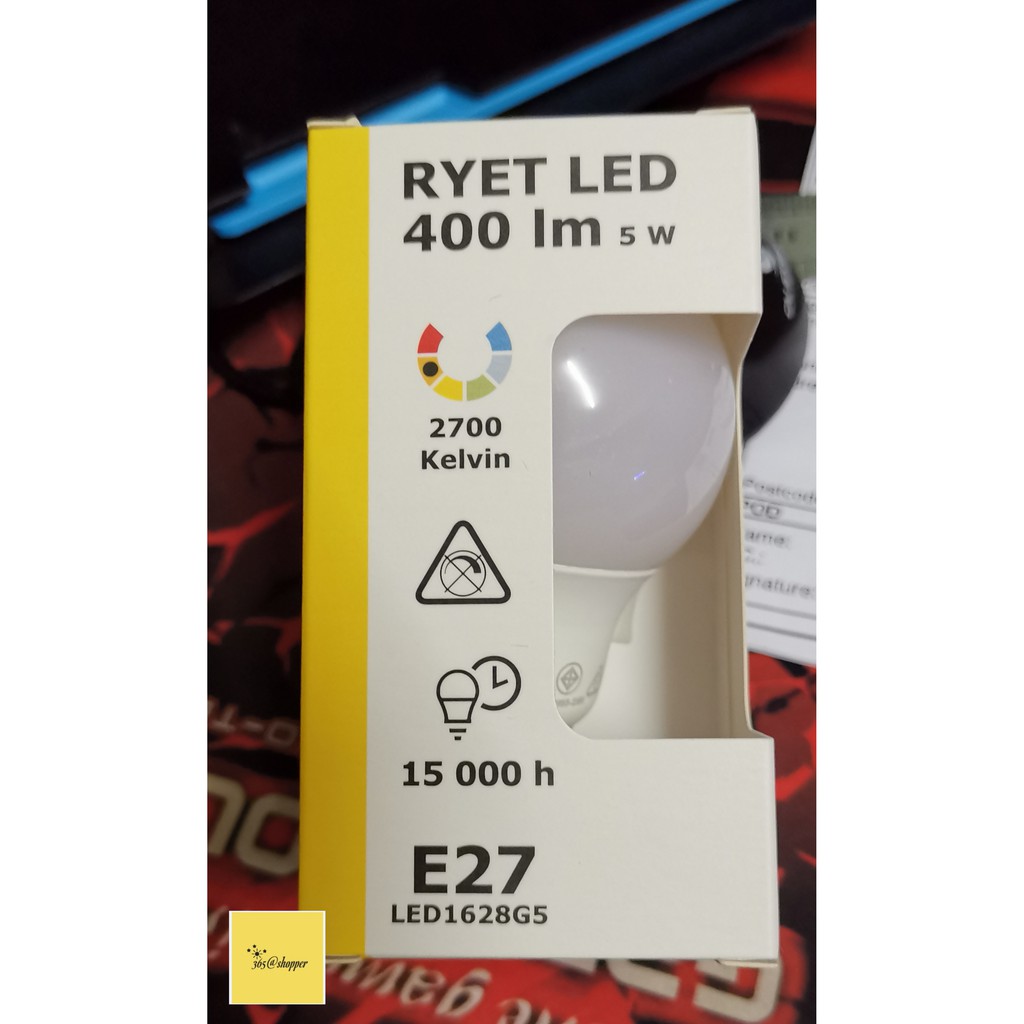 RYET LED
400 lm 5 W
2700
Kelvin
15 000 h
E27
LED1628G5
365@shopper